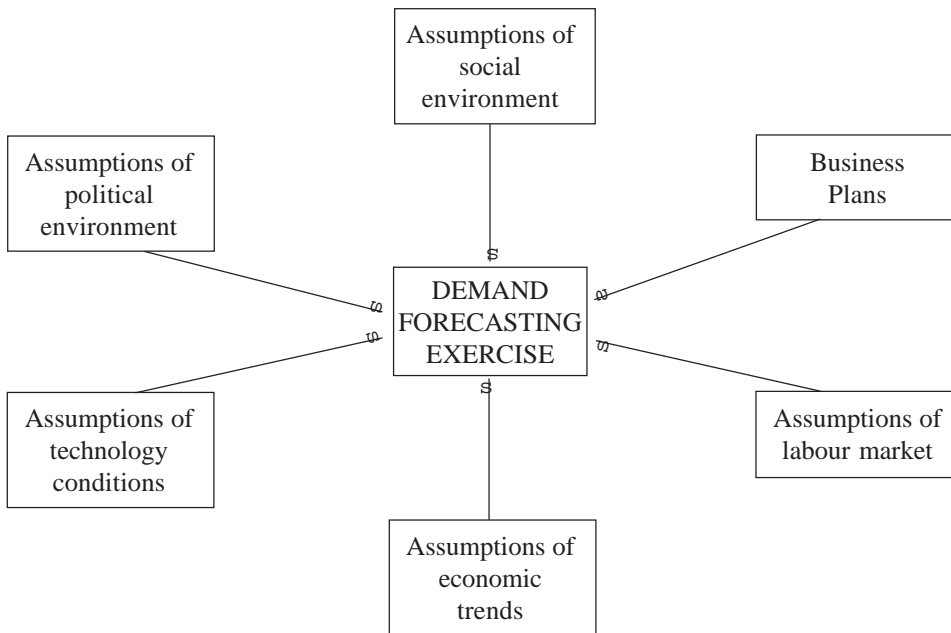 Assumptions of
social
environment
Assumptions of
political
environment
Business
Plans
s
s
s
DEMAND
FORECASTING
EXERCISE
s
s
s
Assumptions of
technology
conditions
Assumptions of
labour market
Assumptions of
economic
trends